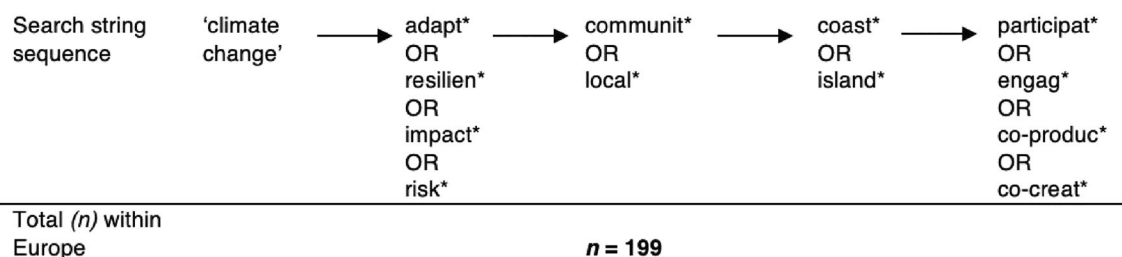 Search string sequence
'climate change'
adapt*
OR
resilien*
OR
impact*
OR
risk*
communit*
OR
local*
coast*
OR
island*
participat*
OR
engag*
OR
co-produc*
OR
co-creat*
Total (n) within
Europe
n = 199